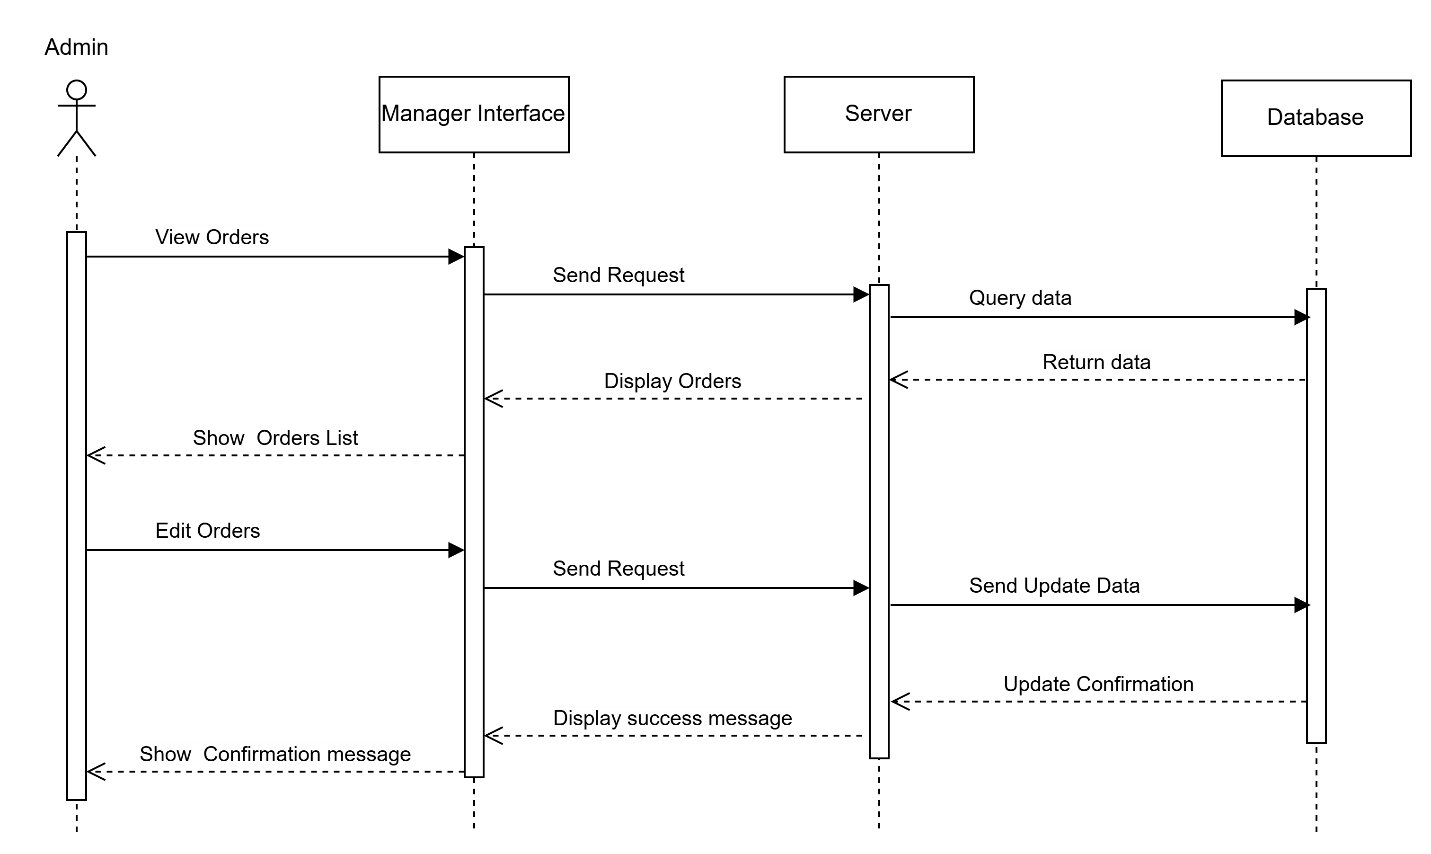 Admin
Manager Interface
Server
Database
View Orders
Send Request
Query data
Return data
Display Orders
Show  Orders List
Edit Orders
Send Request
Send Update Data
Update Confirmation
Display success message
Show  Confirmation message